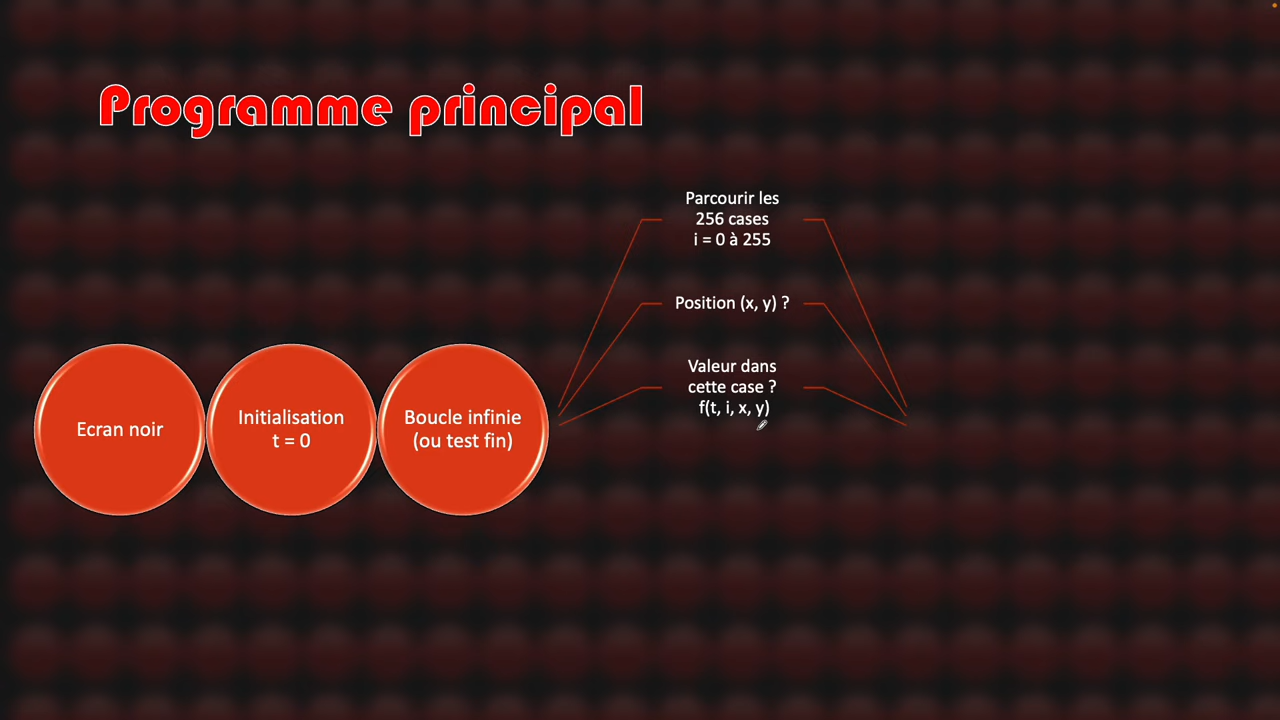 Programme principal
Parcourir les
256 cases
i = 0 à 255
Position (x, y) ?
Valeur dans
cette case ?
f(t, i, x, y)
Ecran noir
Initialisation
t = 0
Boucle infinie
(ou test fin)